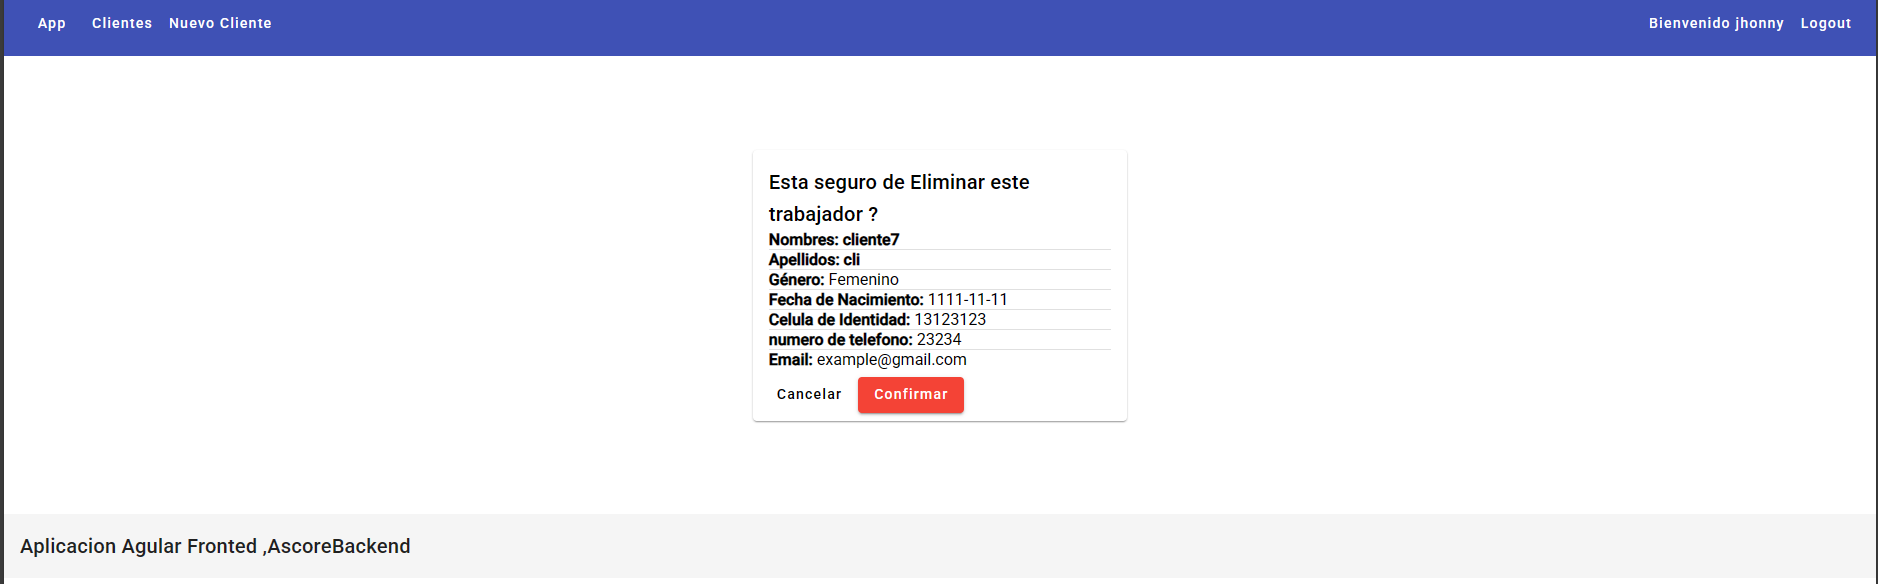 App Clientes Nuevo Cliente Bienvenido jhonny Logout
Esta seguro de Eliminar este
trabajador ?
Nombres: cliente7
Apellidos: cli
Género: Femenino
Fecha de Nacimiento: 1111-11-11
Celula de Identidad: 13123123
numero de telefono: 23234
Email: example@gmail.com
Cancelar Confirmar
Aplicacion Agular Fronted ,AscoreBackend